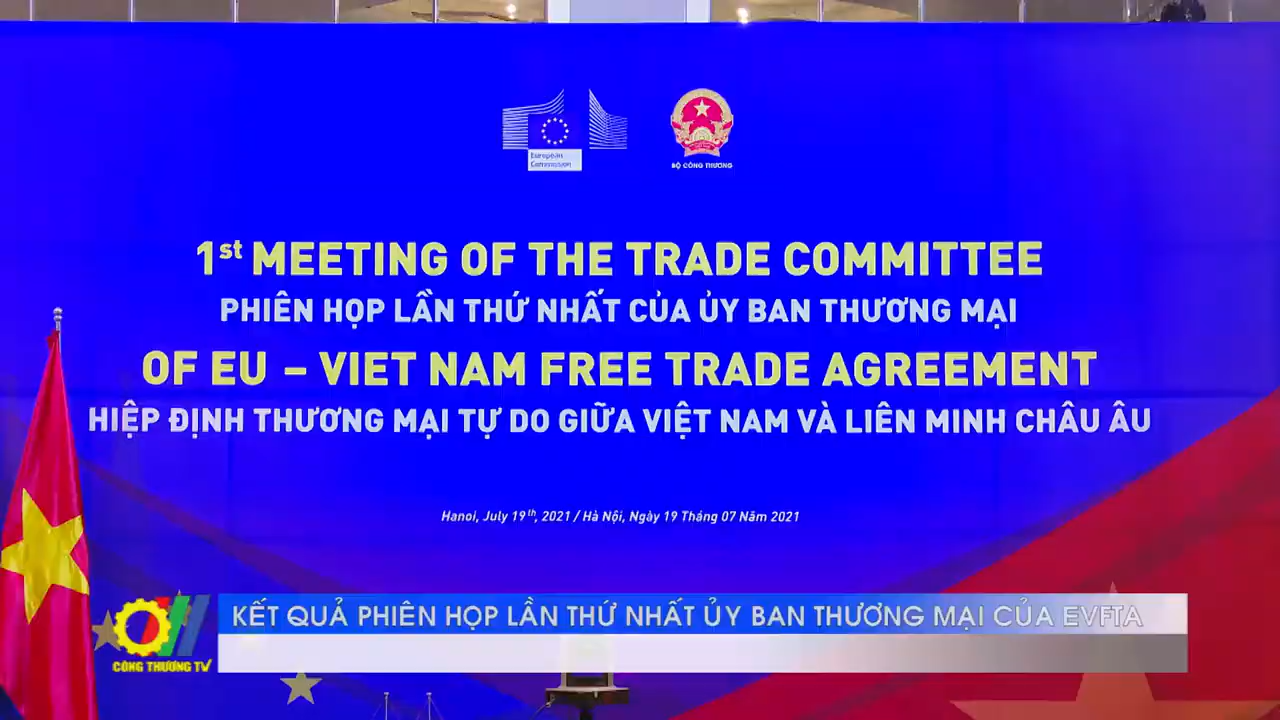 European
Commission
BỘ CÔNG THƯƠNG
1st MEETING OF THE TRADE COMMITTEE
PHIÊN HỌP LẦN THỨ NHẤT CỦA ỦY BAN THƯƠNG MẠI
OF EU – VIET NAM FREE TRADE AGREEMENT
HIỆP ĐỊNH THƯƠNG MẠI TỰ DO GIỮA VIỆT NAM VÀ LIÊN MINH CHÂU ÂU
Hanoi, July 19th, 2021 / Hà Nội, Ngày 19 Tháng 07 Năm 2021
KẾT QUẢ PHIÊN HỌP LẦN THỨ NHẤT ỦY BAN THƯƠNG MẠI CỦA EVFTA
CÔNG THƯƠNG TV